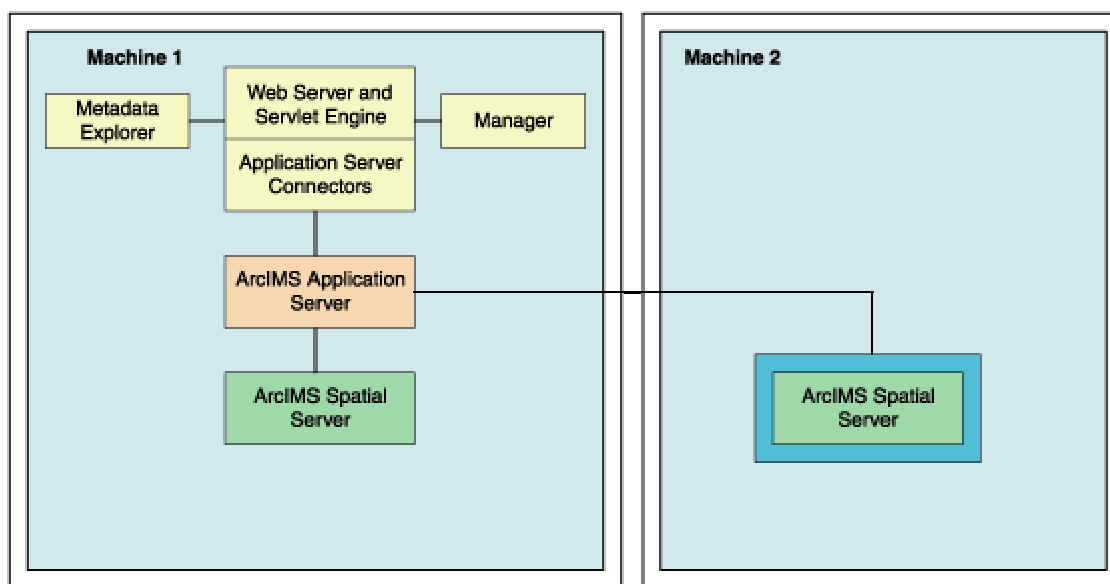 Machine 1
Web Server and
Servlet Engine
Metadata
Explorer
Manager
Application Server
Connectors
ArcIMS Application
Server
ArcIMS Spatial
Server
Machine 2
ArcIMS Spatial
Server